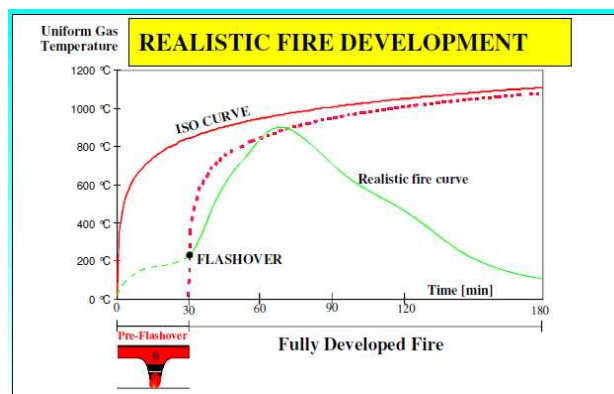 Uniform Gas
Temperature
REALISTIC FIRE DEVELOPMENT
1200 °C
1000 °C
800 °C
600 °C
400 °C
200 °C
0 °C
ISO CURVE
Realistic fire curve
FLASHOVER
Time [min]
0
30
60
90
120
180
Pre-Flashover
Fully Developed Fire